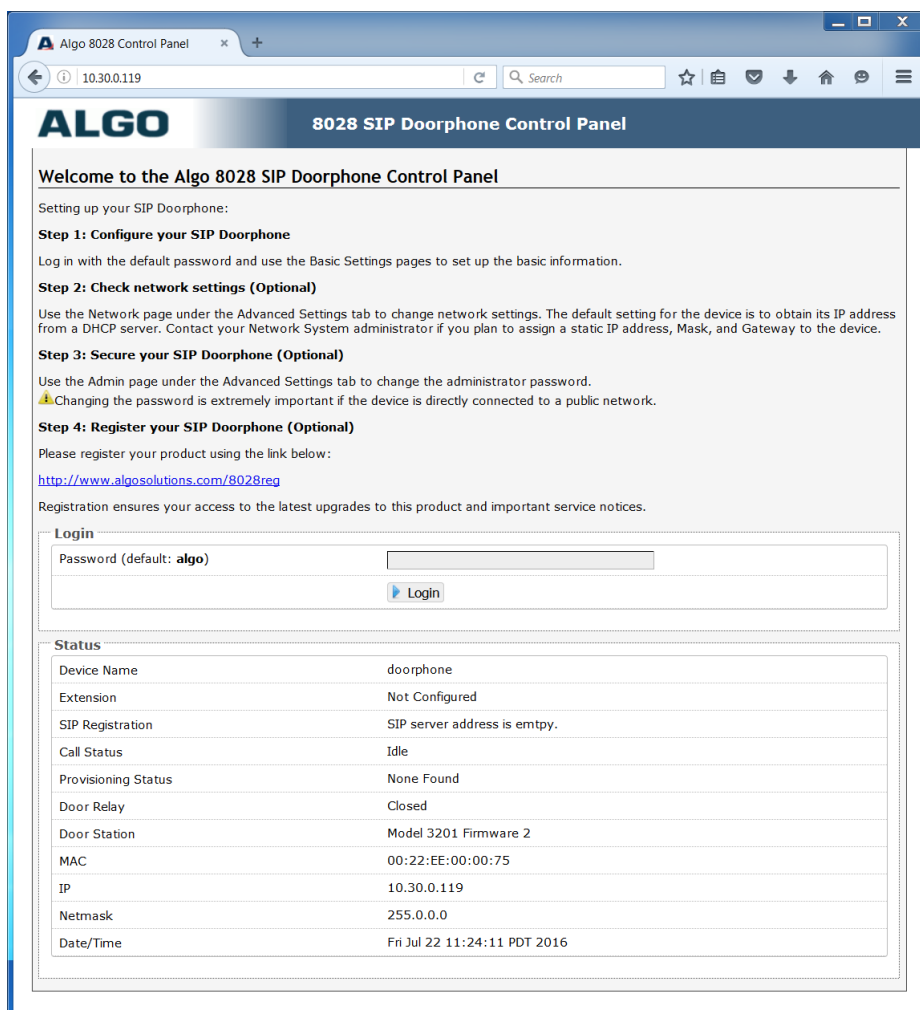 Algo 8028 Control Panel
10.30.0.119
Search
ALGO
8028 SIP Doorphone Control Panel
Welcome to the Algo 8028 SIP Doorphone Control Panel
Setting up your SIP Doorphone:
Step 1: Configure your SIP Doorphone
Log in with the default password and use the Basic Settings pages to set up the basic information.
Step 2: Check network settings (Optional)
Use the Network page under the Advanced Settings tab to change network settings. The default setting for the device is to obtain its IP address
from a DHCP server. Contact your Network System administrator if you plan to assign a static IP address, Mask, and Gateway to the device.
Step 3: Secure your SIP Doorphone (Optional)
Use the Admin page under the Advanced Settings tab to change the administrator password.
Changing the password is extremely important if the device is directly connected to a public network.
Step 4: Register your SIP Doorphone (Optional)
Please register your product using the link below:
http://www.algosolutions.com/8028reg
Registration ensures your access to the latest upgrades to this product and important service notices.
Login
Password (default: algo)
Login
Status
Device Name doorphone
Extension Not Configured
SIP Registration SIP server address is emtpy.
Call Status Idle
Provisioning Status None Found
Door Relay Closed
Door Station Model 3201 Firmware 2
MAC 00:22:EE:00:00:75
IP 10.30.0.119
Netmask 255.0.0.0
Date/Time Fri Jul 22 11:24:11 PDT 2016